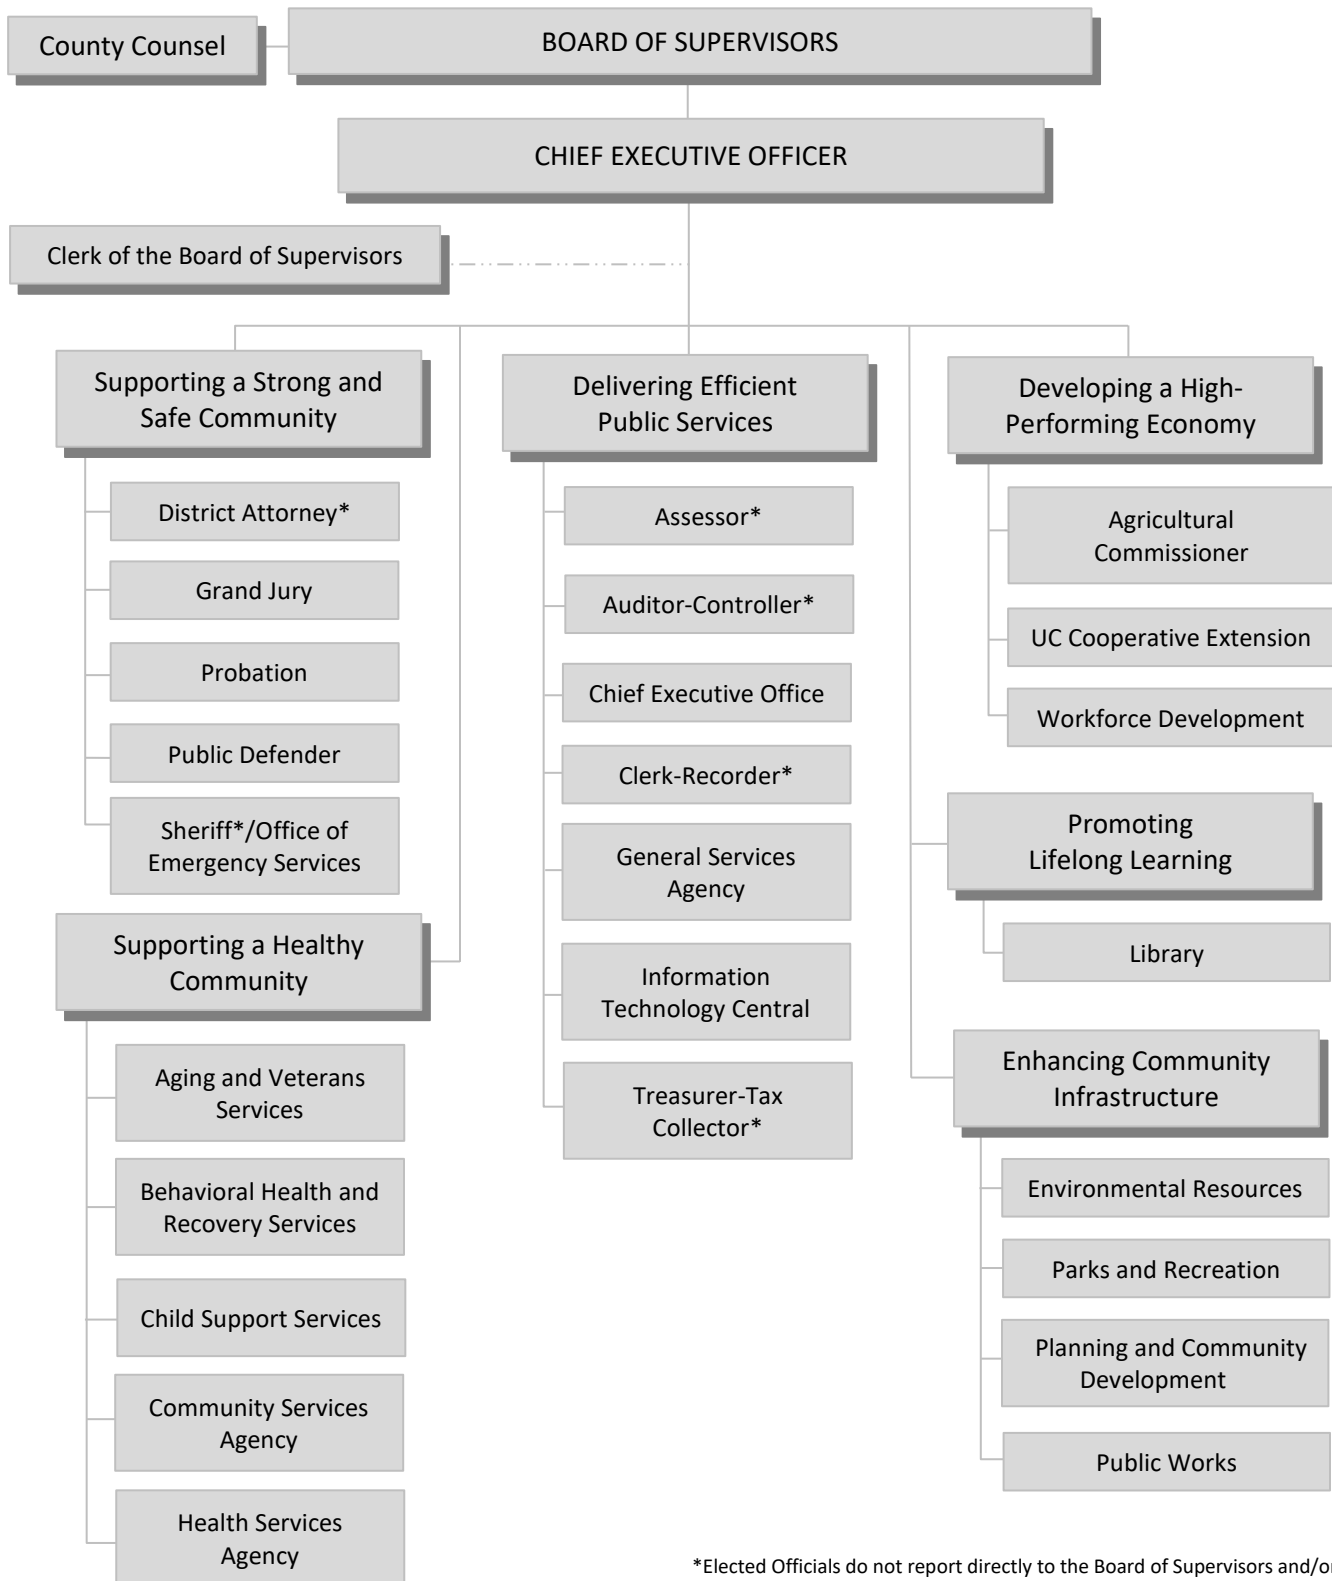 County Counsel
BOARD OF SUPERVISORS
CHIEF EXECUTIVE OFFICER
Clerk of the Board of Supervisors
Supporting a Strong and
Safe Community
District Attorney*
Grand Jury
Probation
Public Defender
Sheriff*/Office of
Emergency Services
Supporting a Healthy
Community
Aging and Veterans
Services
Behavioral Health and
Recovery Services
Child Support Services
Community Services
Agency
Health Services
Agency
Delivering Efficient
Public Services
Assessor*
Auditor-Controller*
Chief Executive Office
Clerk-Recorder*
General Services
Agency
Information
Technology Central
Treasurer-Tax
Collector*
Developing a High-
Performing Economy
Agricultural
Commissioner
UC Cooperative Extension
Workforce Development
Promoting
Lifelong Learning
Library
Enhancing Community
Infrastructure
Environmental Resources
Parks and Recreation
Planning and Community
Development
Public Works
*Elected Officials do not report directly to the Board of Supervisors and/or